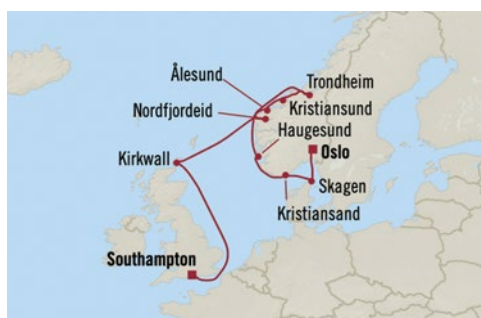 Ålesund
Trondheim
Nordfjordeid
Kristiansund
Haugesund
Oslo
Kirkwall
Skagen
Kristiansand
Southampton